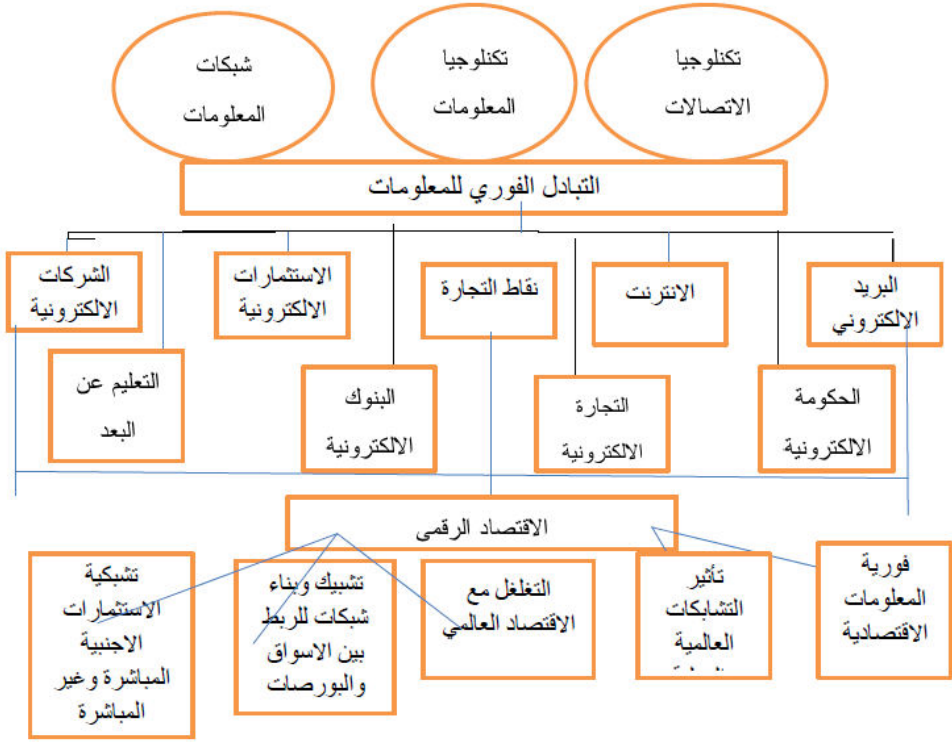 تكنلوجيا
الاتصالات
تكنلوجيا
المعلومات
شبكات
المعلومات
التبادل الفوري للمعلومات
البريد
الالكتروني
الانترنت
نقاط التجارة
الاستثمارات
الالكترونية
الشركات
الالكترونية
الحكومة
الالكترونية
التجارة
الالكترونية
البنوك
الالكترونية
التعليم عن
البعد
الاقتصاد الرقمى
فورية
المعلومات
الاقتصادية
تأثير
التشابكات
العالمية
التغلغل مع
الاقتصاد العالمي
تشبيك وبناء
شبكات للربط
بين الاسواق
والبورصات
تشبكية
الاستثمارات
الاجنبية
المباشرة وغير
المباشرة